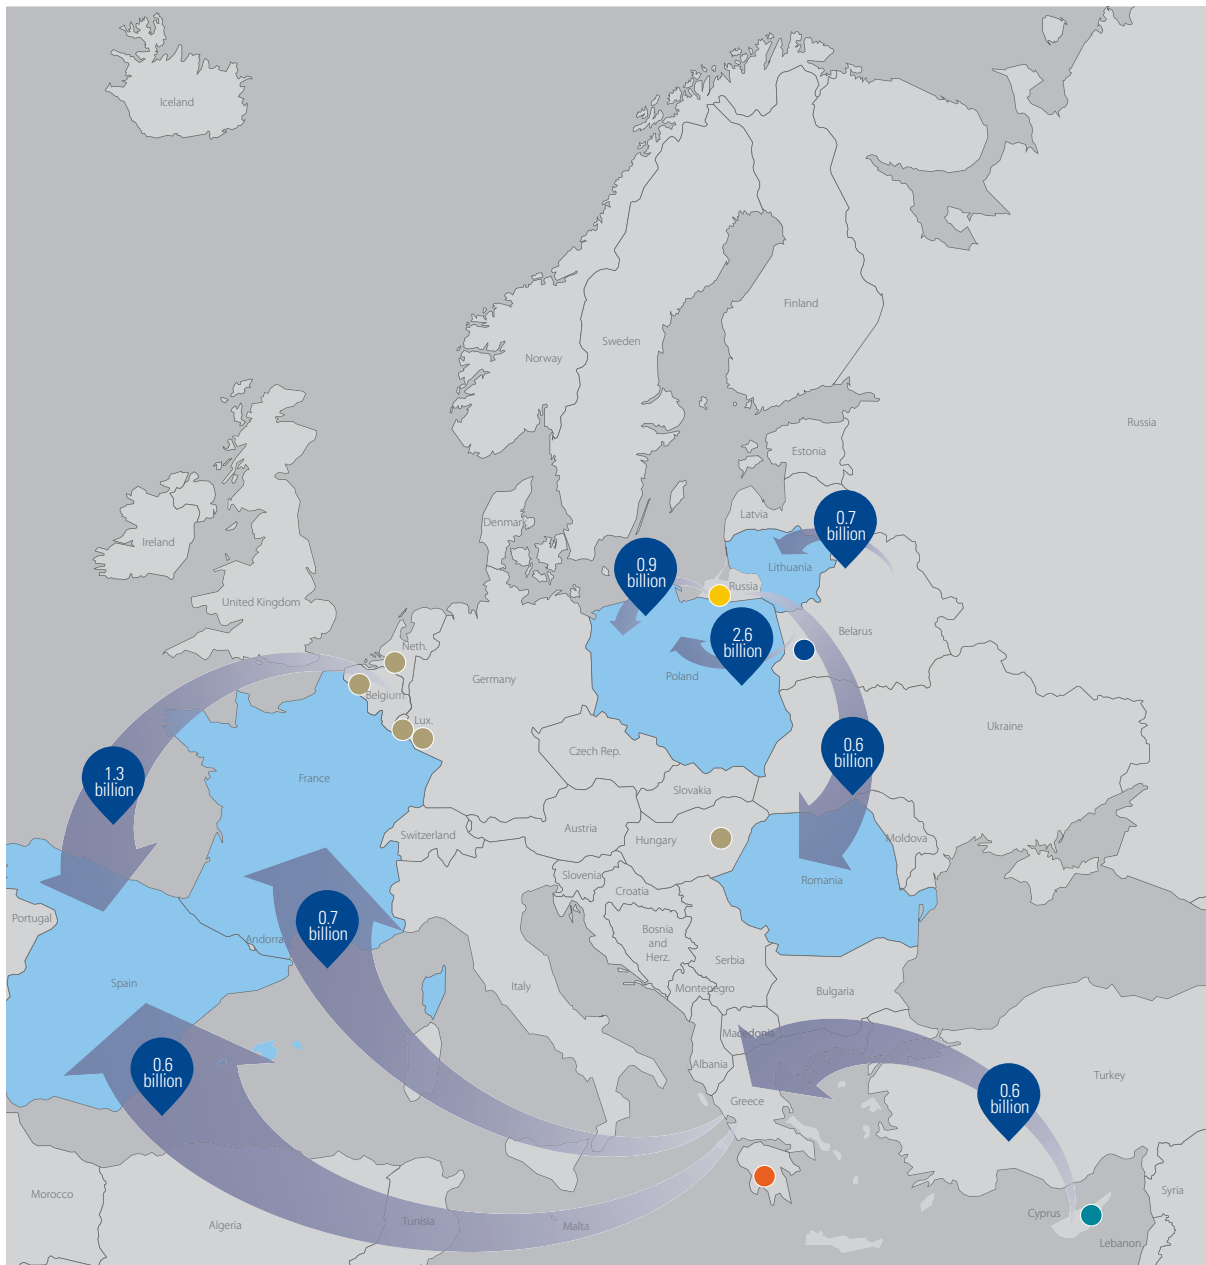 Iceland
Finland
Sweden
Norway
Russia
Estonia
Latvia
0.7
billion
Denmark
Ireland
Lithuania
0.9
billion
Russia
United Kingdom
Belarus
2.6
billion
Neth.
Poland
Germany
Belgium
Lux.
Ukraine
Czech Rep.
0.6
billion
France
1.3
billion
Slovakia
Austria
Switzerland
Hungary
Moldova
Slovenia
Romania
Croatia
Portugal
0.7
billion
Andorra
Bosnia
and
Herz.
Serbia
Spain
Italy
Montenegro
Bulgaria
Macedonia
0.6
billion
Albania
Turkey
0.6
billion
Greece
Morocco
Syria
Algeria
Tunisia
Malta
Cyprus
Lebanon